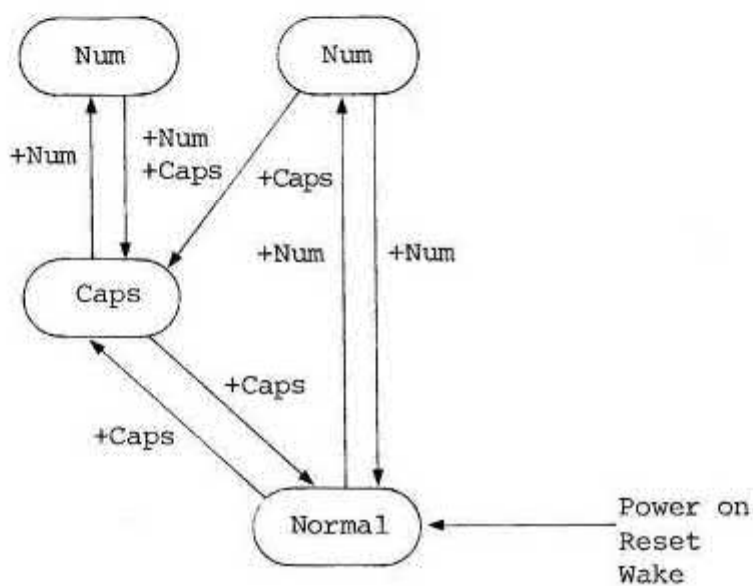 Num
Num
+Num
+Num
+Caps
+Caps
+Num
+Num
Caps
+Caps
+Caps
Normal
Power on
Reset
Wake